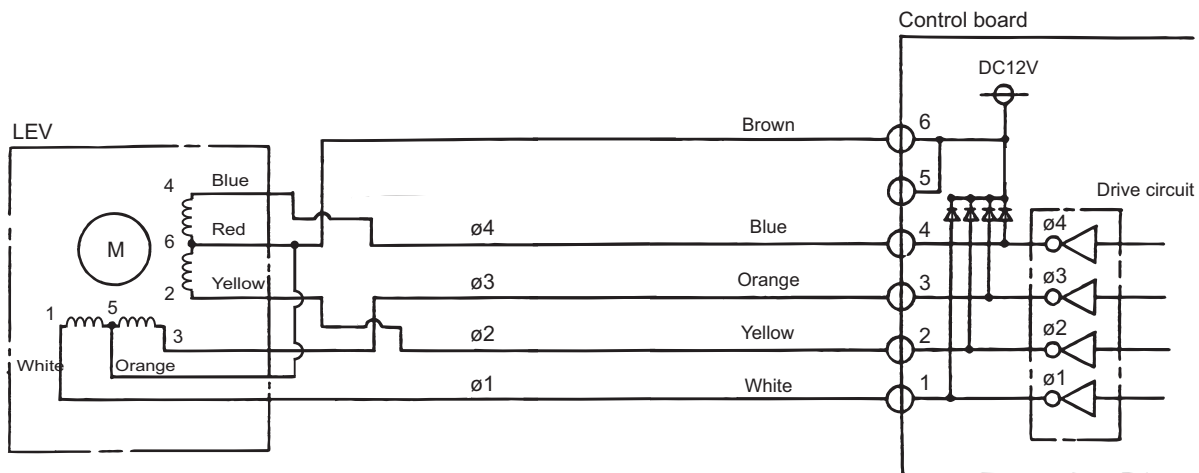 Control board
DC12V
LEV
Brown
6
4
Blue
5
Drive circuit
Red
ø4
Blue
4
ø4
6
M
Yellow
ø3
Orange
3
ø3
2
1
5
3
ø2
Yellow
2
ø2
White
Orange
ø1
White
1
ø1